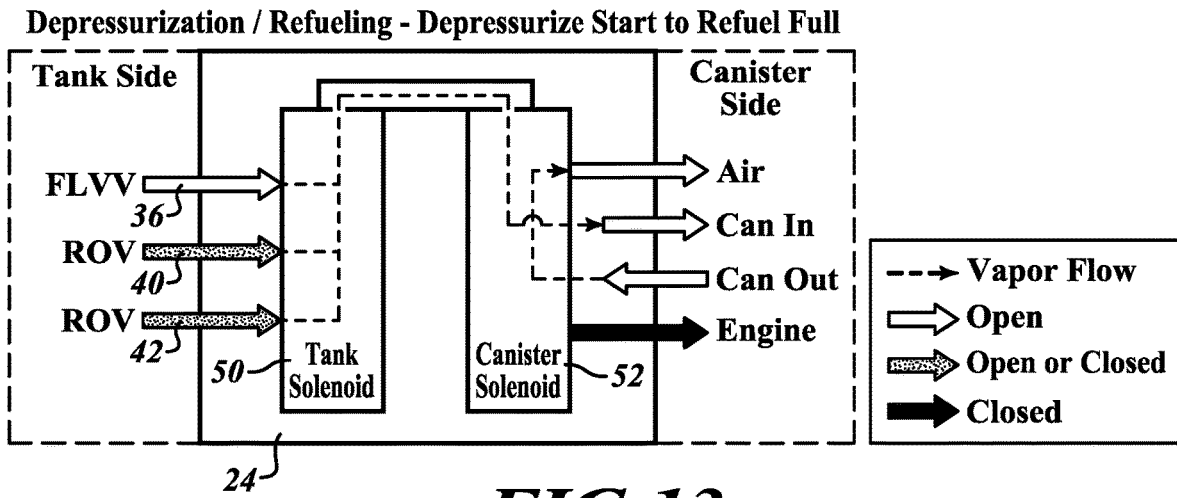 Depressurization / Refueling - Depressurize Start to Refuel Full
Tank Side
Canister
Side
FLVV
36
ROV
40
ROV
42
50
Tank
Solenoid
Canister
Solenoid
52
Air
Can In
Can Out
Engine
24
Vapor Flow
Open
Open or Closed
Closed